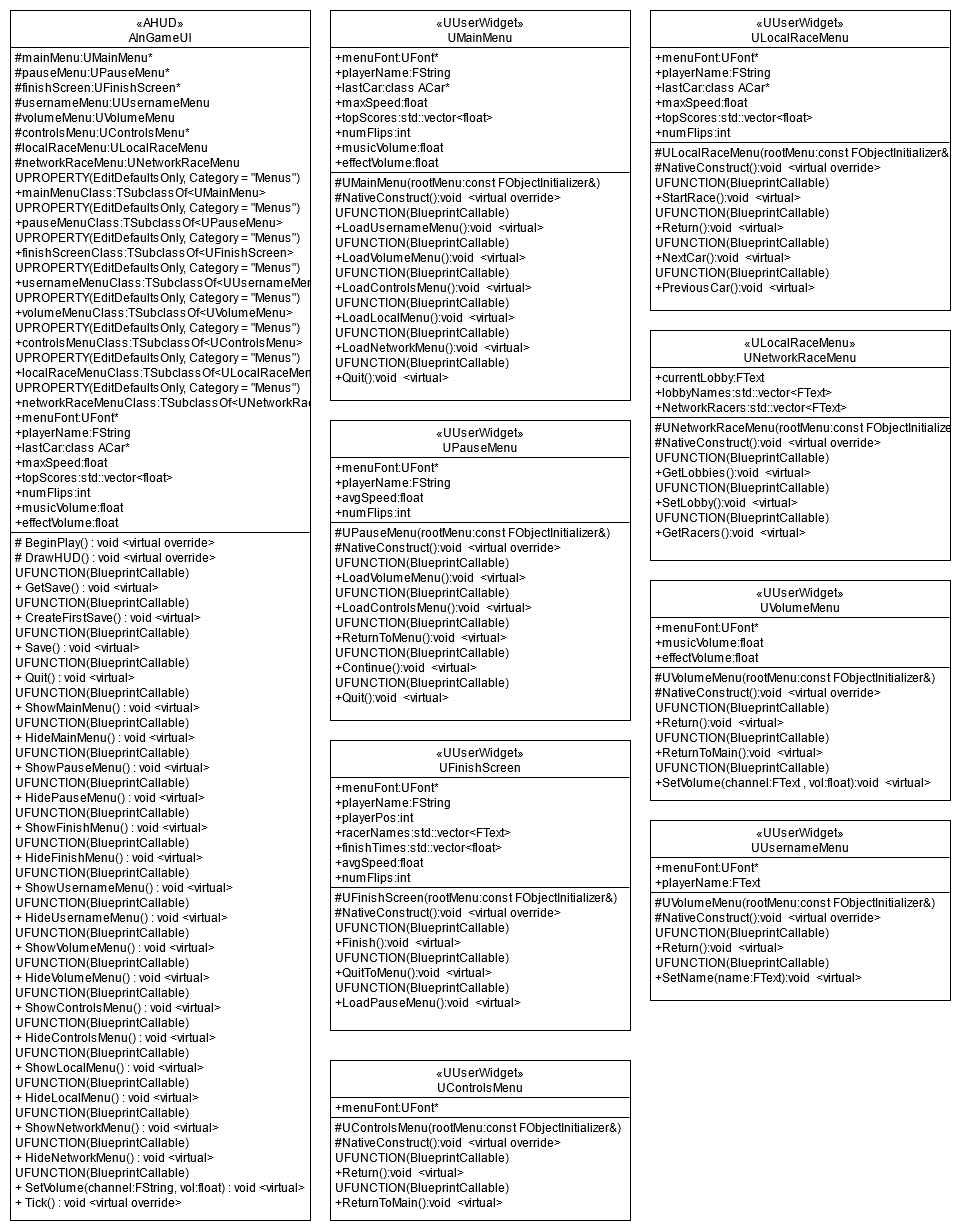 «AHUD»
AInGameUI
#mainMenu:UMainMenu*
#pauseMenu:UPauseMenu*
#finishScreen:UFinishScreen*
#usernameMenu:UUsernameMenu
#volumeMenu:UVolumeMenu
#controlsMenu:UControlsMenu*
#localRaceMenu:ULocalRaceMenu
#networkRaceMenu:UNetworkRaceMenu
UPROPERTY(EditDefaultsOnly, Category = "Menus")
+mainMenuClass:TSubclassOf<UMainMenu>
UPROPERTY(EditDefaultsOnly, Category = "Menus")
+pauseMenuClass:TSubclassOf<UPauseMenu>
UPROPERTY(EditDefaultsOnly, Category = "Menus")
+finishScreenClass:TSubclassOf<UFinishScreen>
UPROPERTY(EditDefaultsOnly, Category = "Menus")
+usernameMenuClass:TSubclassOf<UUsernameMer
UPROPERTY(EditDefaultsOnly, Category = "Menus")
+volumeMenuClass:TSubclassOf<UVolumeMenu>
UPROPERTY(EditDefaultsOnly, Category = "Menus")
+controlsMenuClass:TSubclassOf<UControlsMenu>
UPROPERTY(EditDefaultsOnly, Category = "Menus")
+localRaceMenuClass:TSubclassOf<ULocalRaceMen
UPROPERTY(EditDefaultsOnly, Category = "Menus")
+networkRaceMenuClass:TSubclassOf<UNetworkRac
+menuFont:UFont*
+playerName:FString
+lastCar:class ACar*
+maxSpeed:float
+topScores:std::vector<float>
+numFlips:int
+musicVolume:float
+effectVolume:float
# BeginPlay() : void <virtual override>
# DrawHUD() : void <virtual override>
UFUNCTION(BlueprintCallable)
+ GetSave() : void <virtual>
UFUNCTION(BlueprintCallable)
+ CreateFirstSave() : void <virtual>
UFUNCTION(BlueprintCallable)
+ Save() : void <virtual>
UFUNCTION(BlueprintCallable)
+ Quit() : void <virtual>
UFUNCTION(BlueprintCallable)
+ ShowMainMenu() : void <virtual>
UFUNCTION(BlueprintCallable)
+ HideMainMenu() : void <virtual>
UFUNCTION(BlueprintCallable)
+ ShowPauseMenu() : void <virtual>
UFUNCTION(BlueprintCallable)
+ HidePauseMenu() : void <virtual>
UFUNCTION(BlueprintCallable)
+ ShowFinishMenu() : void <virtual>
UFUNCTION(BlueprintCallable)
+ HideFinishMenu() : void <virtual>
UFUNCTION(BlueprintCallable)
+ ShowUsernameMenu() : void <virtual>
UFUNCTION(BlueprintCallable)
+ HideUsernameMenu() : void <virtual>
UFUNCTION(BlueprintCallable)
+ ShowVolumeMenu() : void <virtual>
UFUNCTION(BlueprintCallable)
+ HideVolumeMenu() : void <virtual>
UFUNCTION(BlueprintCallable)
+ ShowControlsMenu() : void <virtual>
UFUNCTION(BlueprintCallable)
+ HideControlsMenu() : void <virtual>
UFUNCTION(BlueprintCallable)
+ ShowLocalMenu() : void <virtual>
UFUNCTION(BlueprintCallable)
+ HideLocalMenu() : void <virtual>
UFUNCTION(BlueprintCallable)
+ ShowNetworkMenu() : void <virtual>
UFUNCTION(BlueprintCallable)
+ HideNetworkMenu() : void <virtual>
UFUNCTION(BlueprintCallable)
+ SetVolume(channel:FString, vol:float) : void <virtual>
+ Tick() : void <virtual override>
«UUserWidget»
UMainMenu
+menuFont:UFont*
+playerName:FString
+lastCar:class ACar*
+maxSpeed:float
+topScores:std::vector<float>
+numFlips:int
+musicVolume:float
+effectVolume:float
#UMainMenu(rootMenu:const FObjectInitializer&)
#NativeConstruct():void <virtual override>
UFUNCTION(BlueprintCallable)
+LoadUsernameMenu():void <virtual>
UFUNCTION(BlueprintCallable)
+LoadVolumeMenu():void <virtual>
UFUNCTION(BlueprintCallable)
+LoadControlsMenu():void <virtual>
UFUNCTION(BlueprintCallable)
+LoadLocalMenu():void <virtual>
UFUNCTION(BlueprintCallable)
+LoadNetworkMenu():void <virtual>
UFUNCTION(BlueprintCallable)
+Quit():void <virtual>
«UUserWidget»
UPauseMenu
+menuFont:UFont*
+playerName:FString
+avgSpeed:float
+numFlips:int
#UPauseMenu(rootMenu:const FObjectInitializer&)
#NativeConstruct():void <virtual override>
UFUNCTION(BlueprintCallable)
+LoadVolumeMenu():void <virtual>
UFUNCTION(BlueprintCallable)
+LoadControlsMenu():void <virtual>
UFUNCTION(BlueprintCallable)
+ReturnToMenu():void <virtual>
UFUNCTION(BlueprintCallable)
+Continue():void <virtual>
UFUNCTION(BlueprintCallable)
+Quit():void <virtual>
«UUserWidget»
UFinishScreen
+menuFont:UFont*
+playerName:FString
+playerPos:int
+racerNames:std::vector<FText>
+finishTimes:std::vector<float>
+avgSpeed:float
+numFlips:int
#UFinishScreen(rootMenu:const FObjectInitializer&)
#NativeConstruct():void <virtual override>
UFUNCTION(BlueprintCallable)
+Finish():void <virtual>
UFUNCTION(BlueprintCallable)
+QuitToMenu():void <virtual>
UFUNCTION(BlueprintCallable)
+LoadPauseMenu():void <virtual>
«UUserWidget»
UControlsMenu
+menuFont:UFont*
#UControlsMenu(rootMenu:const FObjectInitializer&)
#NativeConstruct():void <virtual override>
UFUNCTION(BlueprintCallable)
+Return():void <virtual>
UFUNCTION(BlueprintCallable)
+ReturnToMain():void <virtual>
«UUserWidget»
ULocalRaceMenu
+menuFont:UFont*
+playerName:FString
+lastCar:class ACar*
+maxSpeed:float
+topScores:std::vector<float>
+numFlips:int
#ULocalRaceMenu(rootMenu:const FObjectInitializer&
#NativeConstruct():void <virtual override>
UFUNCTION(BlueprintCallable)
+StartRace():void <virtual>
UFUNCTION(BlueprintCallable)
+Return():void <virtual>
UFUNCTION(BlueprintCallable)
+NextCar():void <virtual>
UFUNCTION(BlueprintCallable)
+PreviousCar():void <virtual>
«ULocalRaceMenu»
UNetworkRaceMenu
+currentLobby:FText
+lobbyNames:std::vector<FText>
+NetworkRacers:std::vector<FText>
#UNetworkRaceMenu(rootMenu:const FObjectInitialize
#NativeConstruct():void <virtual override>
UFUNCTION(BlueprintCallable)
+GetLobbies():void <virtual>
UFUNCTION(BlueprintCallable)
+SetLobby():void <virtual>
UFUNCTION(BlueprintCallable)
+GetRacers():void <virtual>
«UUserWidget»
UVolumeMenu
+menuFont:UFont*
+musicVolume:float
+effectVolume:float
#UVolumeMenu(rootMenu:const FObjectInitializer&)
#NativeConstruct():void <virtual override>
UFUNCTION(BlueprintCallable)
+Return():void <virtual>
UFUNCTION(BlueprintCallable)
+ReturnToMain():void <virtual>
UFUNCTION(BlueprintCallable)
+SetVolume(channel:FText , vol:float):void <virtual>
«UUserWidget»
UUsernameMenu
+menuFont:UFont*
+playerName:FText
#UVolumeMenu(rootMenu:const FObjectInitializer&)
#NativeConstruct():void <virtual override>
UFUNCTION(BlueprintCallable)
+Return():void <virtual>
UFUNCTION(BlueprintCallable)
+SetName(name:FText):void <virtual>